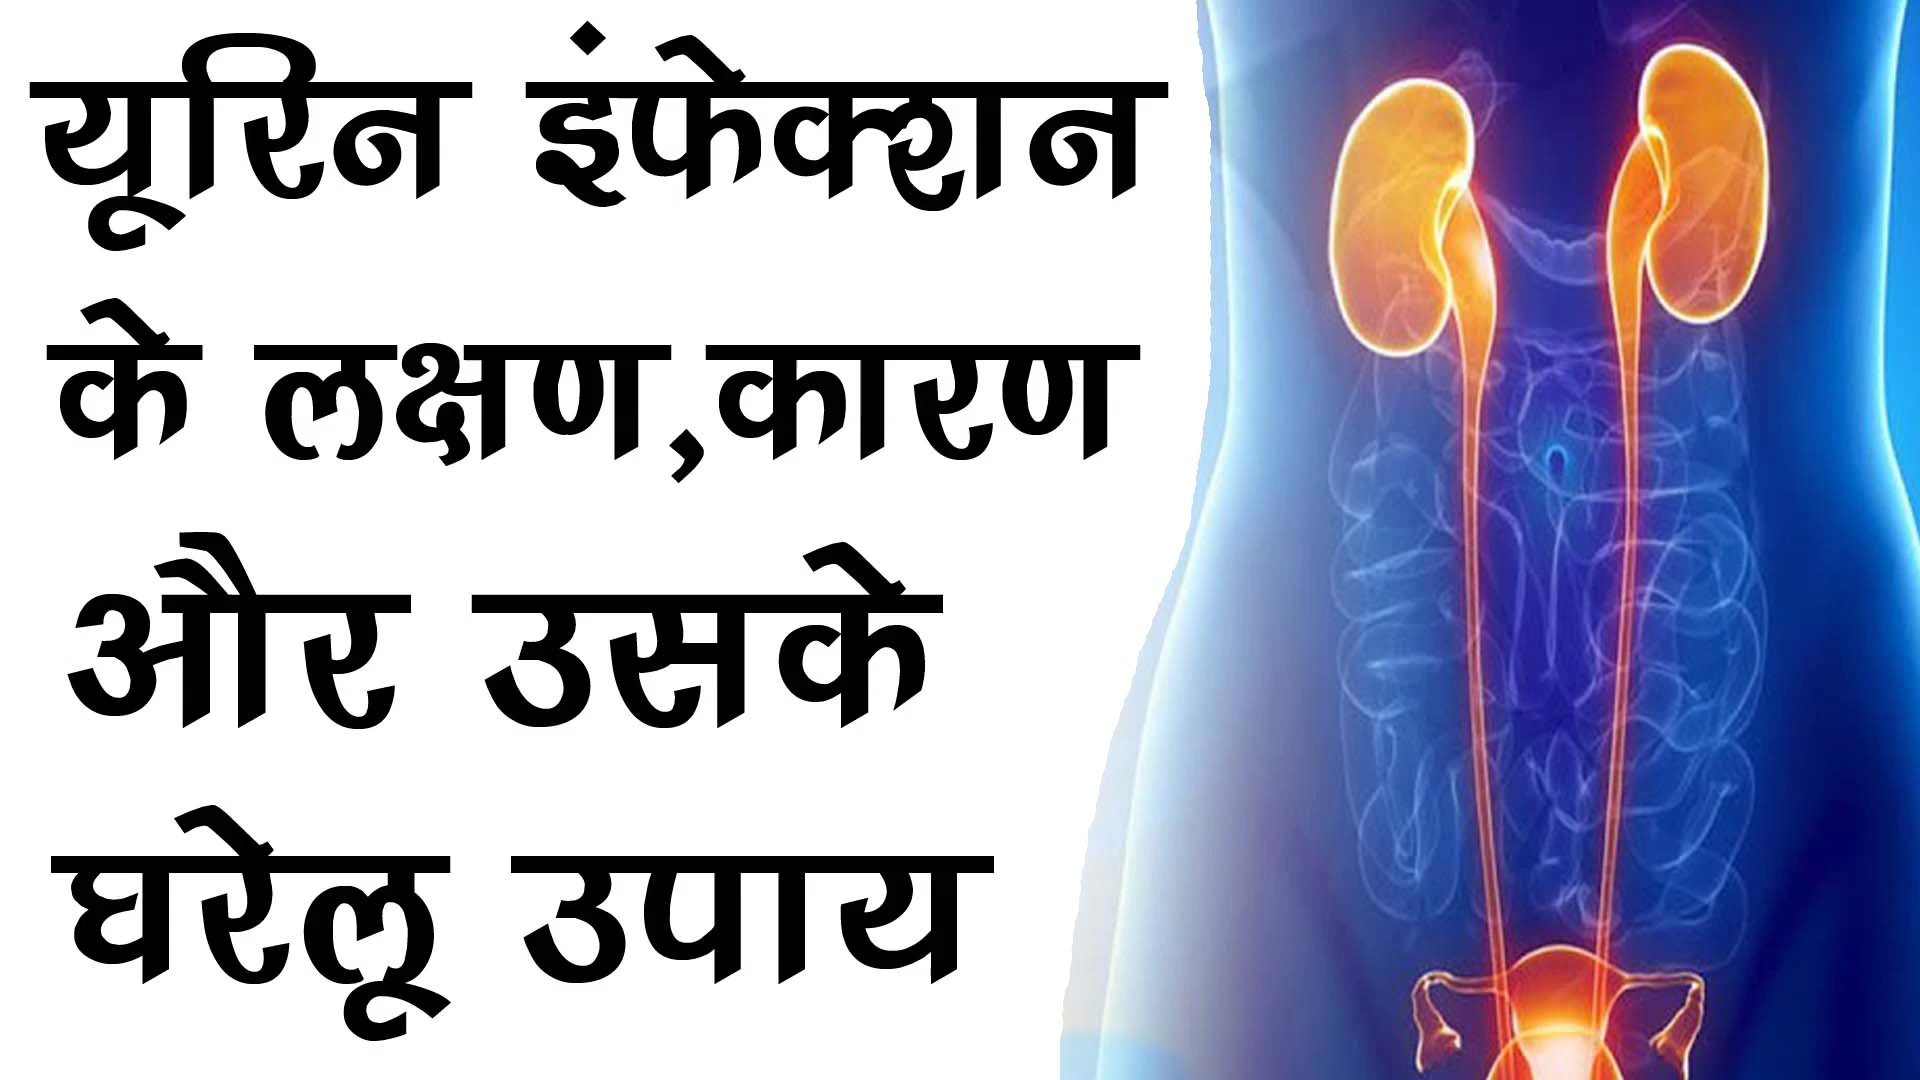 यूरिन इंफेक्शन
के लक्षण,कारण
और उसके
घरेलू उपाय